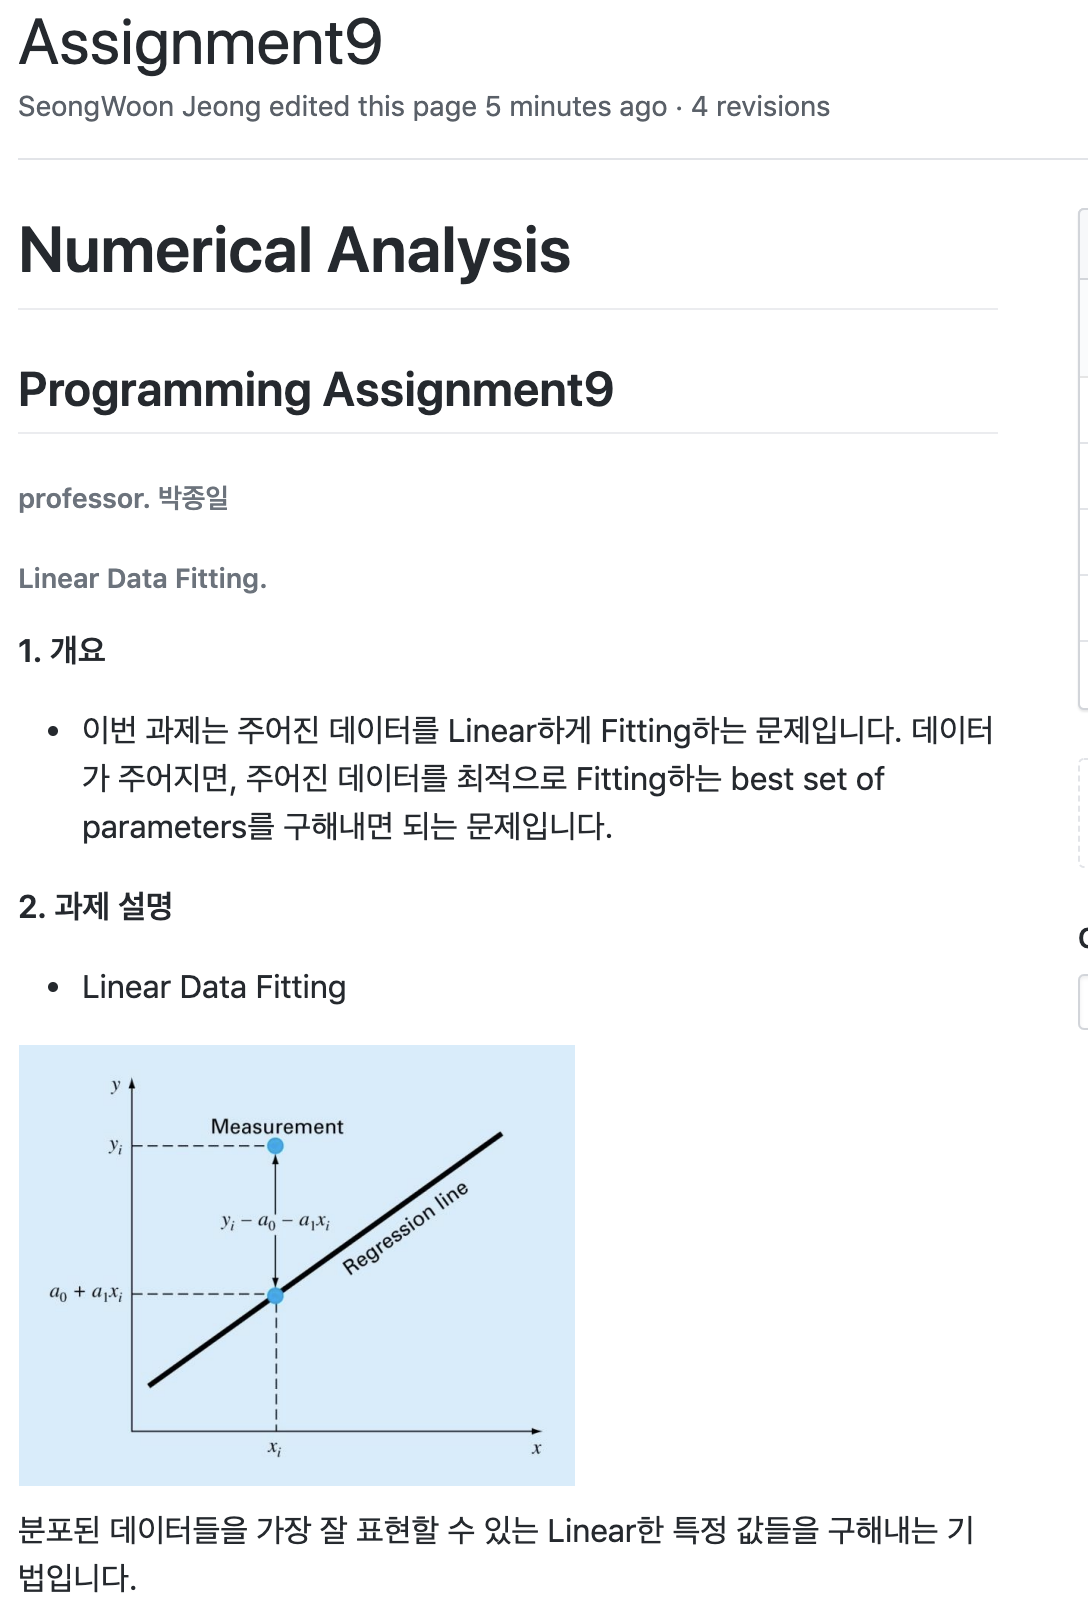 Assignment9
SeongWoon Jeong edited this page 5 minutes ago · 4 revisions
Numerical Analysis
Programming Assignment9
professor. 박종일
Linear Data Fitting.
1. 개요
• 이번 과제는 주어진 데이터를 Linear하게 Fitting하는 문제입니다. 데이터
가 주어지면, 주어진 데이터를 최적으로 Fitting하는 best set of
parameters를 구해내면 되는 문제입니다.
2. 과제 설명
• Linear Data Fitting
y
Measurement
yᵢ
yᵢ − a₀ − a₁xᵢ
Regression line
a₀ + a₁xᵢ
xᵢ
x
분포된 데이터들을 가장 잘 표현할 수 있는 Linear한 특정 값들을 구해내는 기
법입니다.